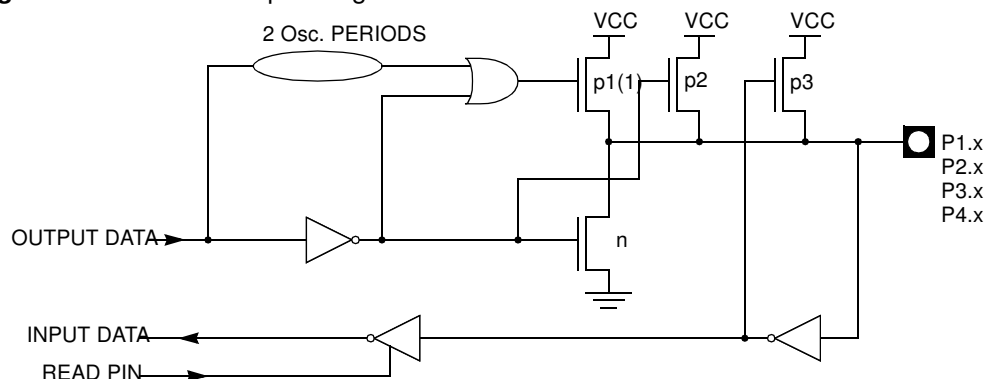 2 Osc. PERIODS
VCC
VCC
VCC
p1(1)
p2
p3
P1.x
P2.x
P3.x
P4.x
OUTPUT DATA
n
INPUT DATA
READ PIN